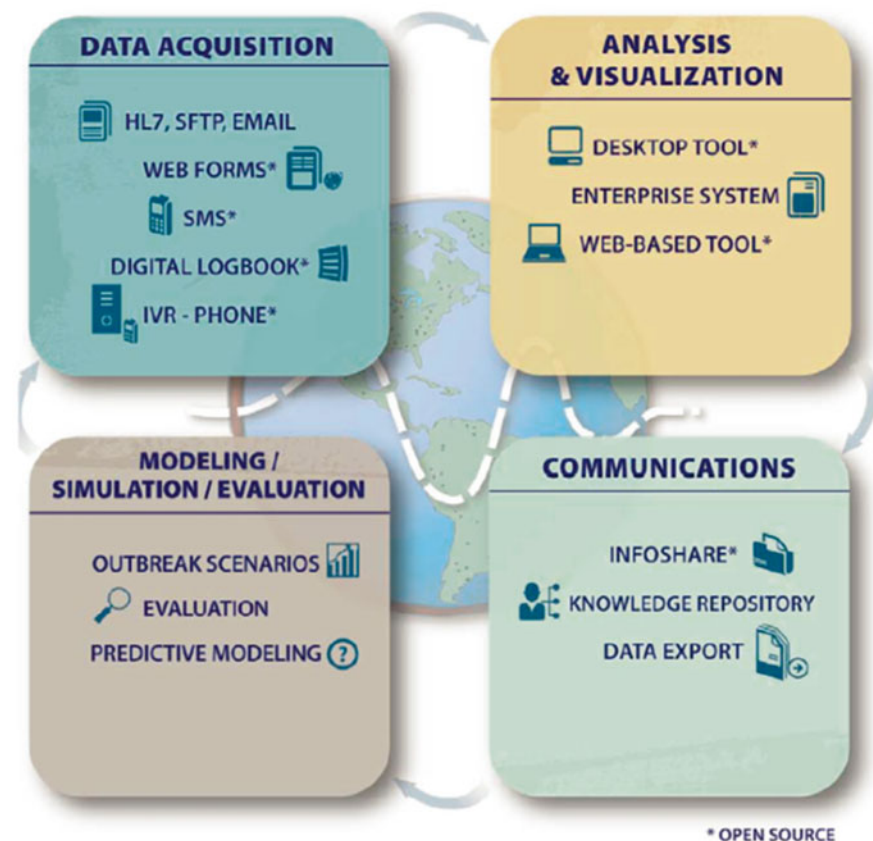 DATA ACQUISITION
HL7, SFTP, EMAIL
WEB FORMS*
SMS*
DIGITAL LOGBOOK*
IVR - PHONE*
ANALYSIS
& VISUALIZATION
DESKTOP TOOL*
ENTERPRISE SYSTEM
WEB-BASED TOOL*
MODELING /
SIMULATION / EVALUATION
OUTBREAK SCENARIOS
EVALUATION
PREDICTIVE MODELING ?
COMMUNICATIONS
INFOSHARE*
KNOWLEDGE REPOSITORY
DATA EXPORT
* OPEN SOURCE